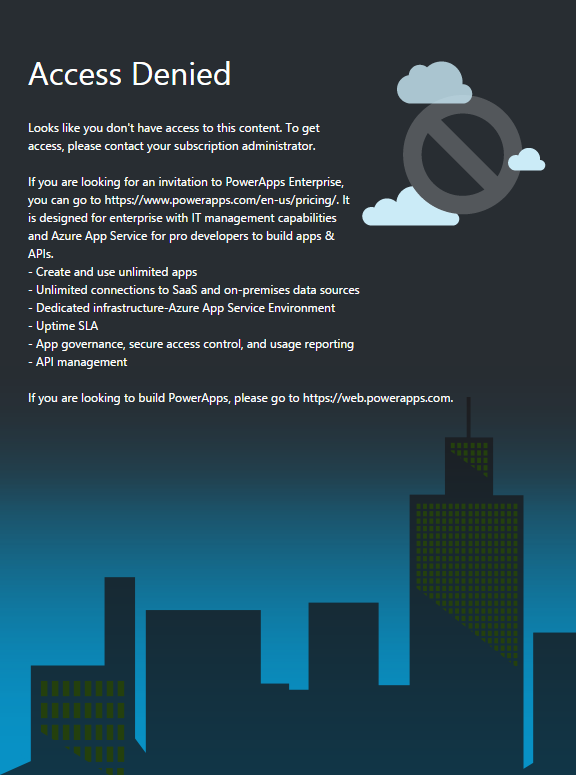 Access Denied
Looks like you don't have access to this content. To get
access, please contact your subscription administrator.
If you are looking for an invitation to PowerApps Enterprise,
you can go to https://www.powerapps.com/en-us/pricing/. It
is designed for enterprise with IT management capabilities
and Azure App Service for pro developers to build apps &
APIs.
- Create and use unlimited apps
- Unlimited connections to SaaS and on-premises data sources
- Dedicated infrastructure-Azure App Service Environment
- Uptime SLA
- App governance, secure access control, and usage reporting
- API management
If you are looking to build PowerApps, please go to https://web.powerapps.com.